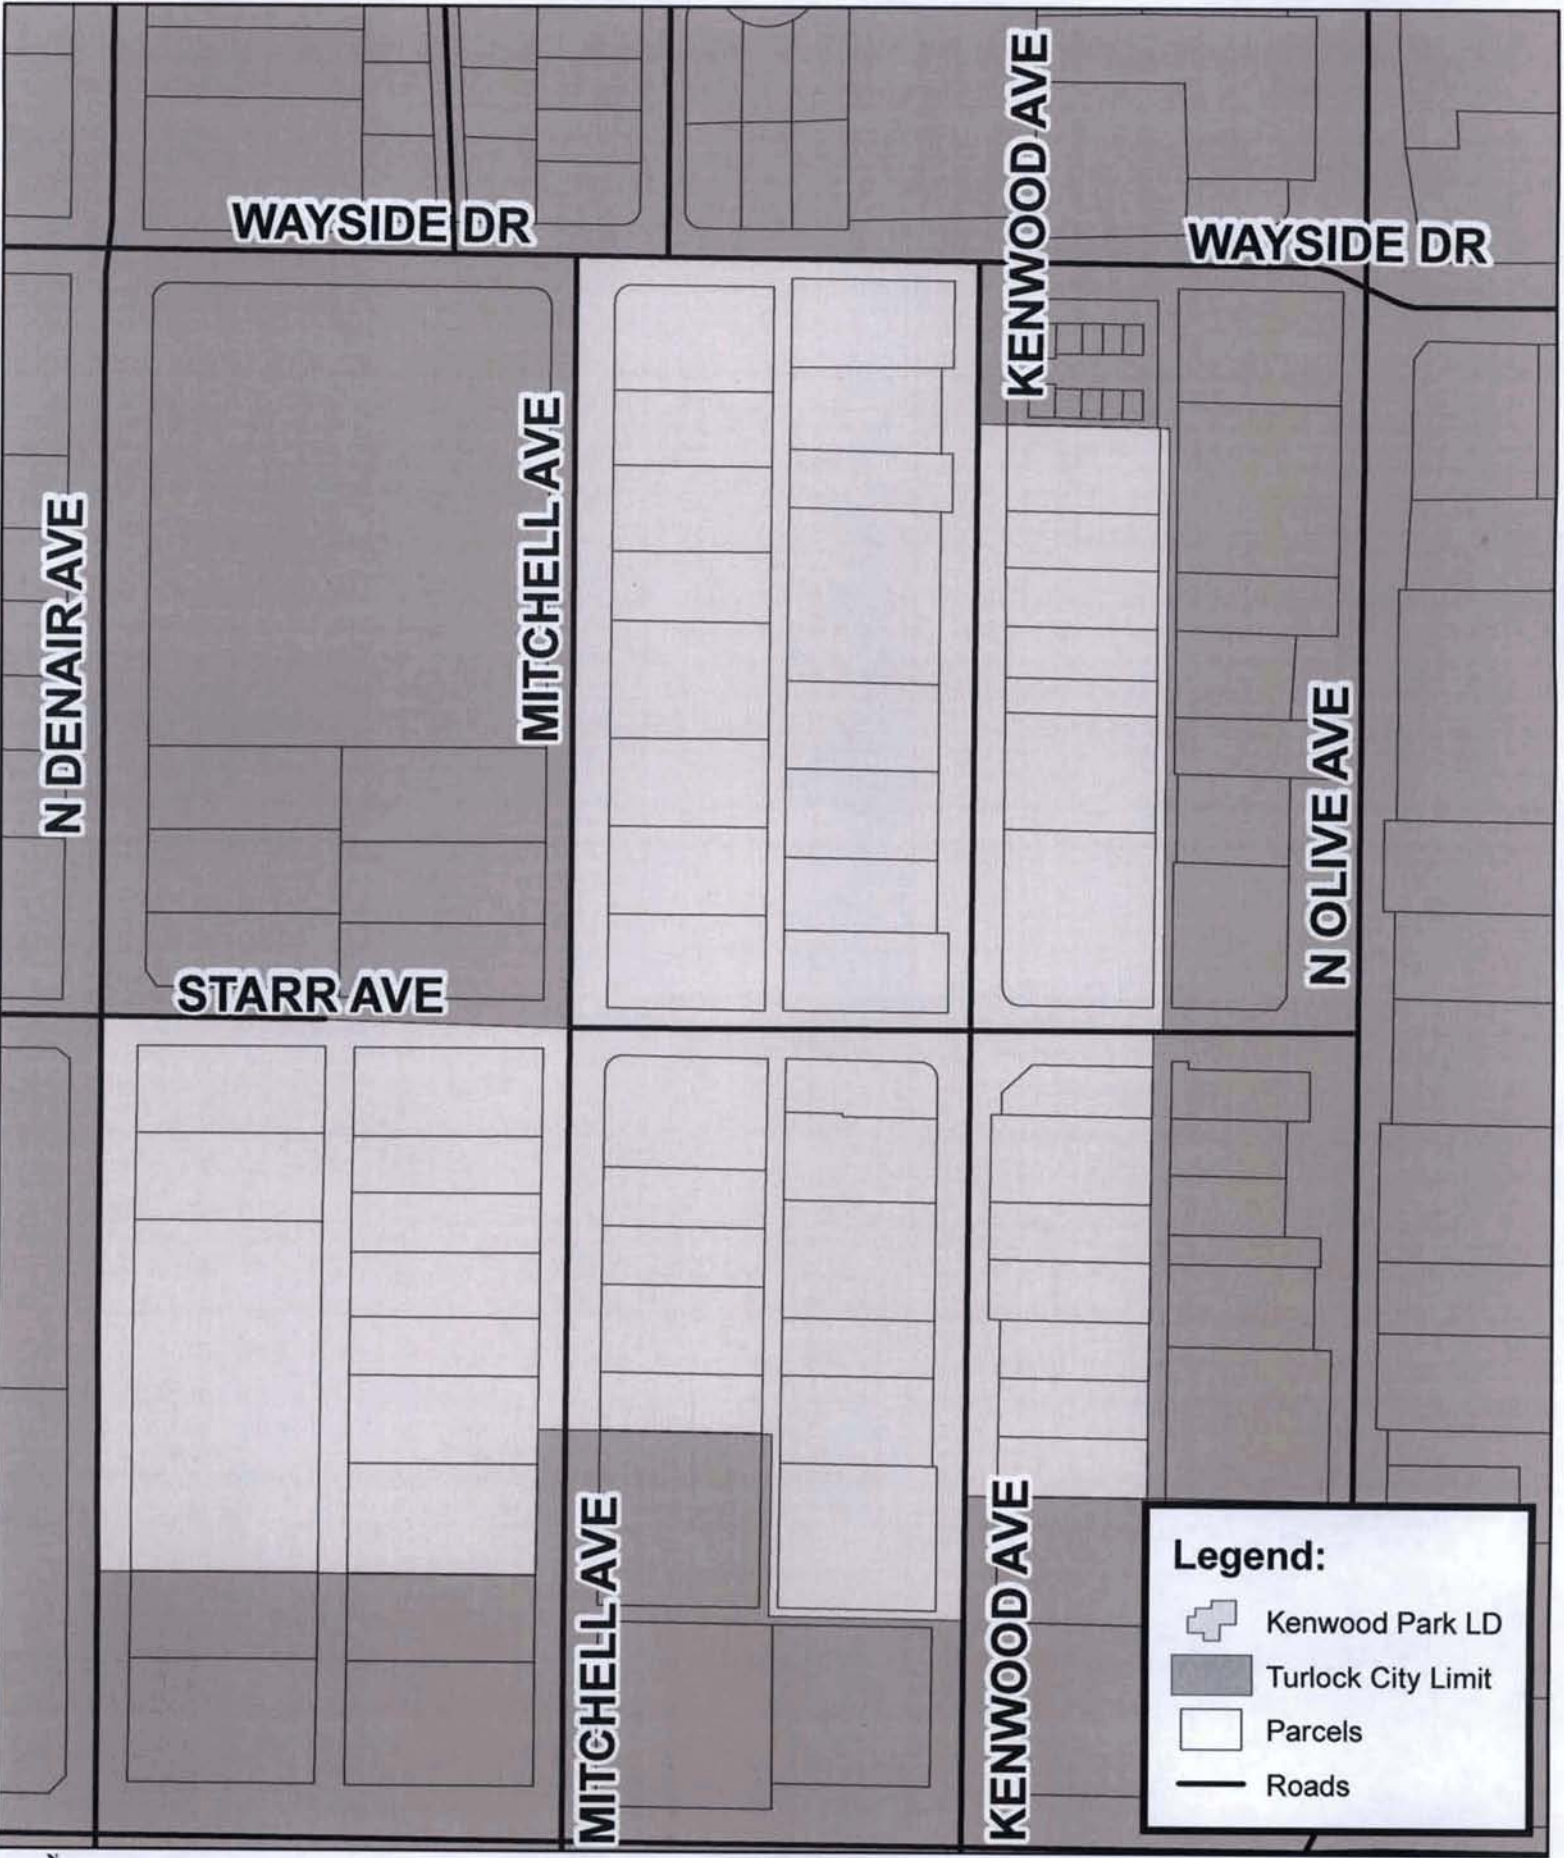 KENWOOD AVE
WAYSIDE DR
WAYSIDE DR
MITCHELL AVE
N DENAIR AVE
N OLIVE AVE
STARR AVE
MITCHELL AVE
KENWOOD AVE
Legend:
Kenwood Park LD
Turlock City Limit
Parcels
Roads